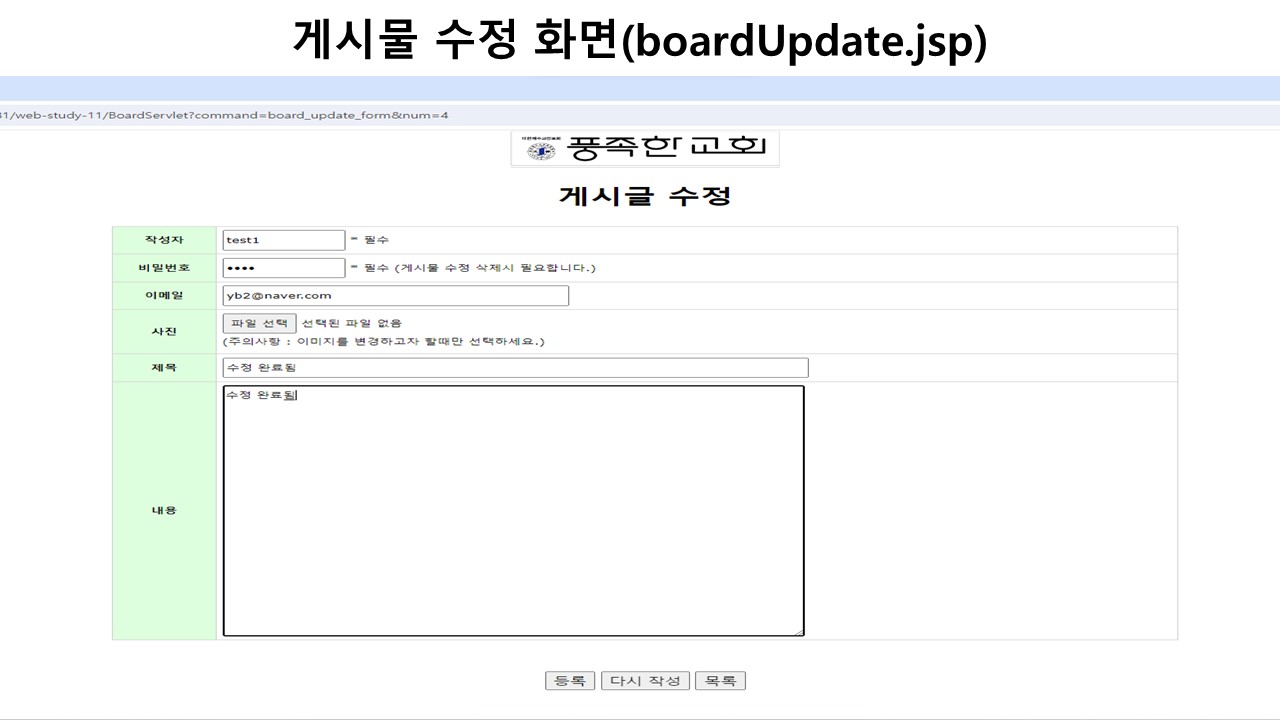 게시물 수정 화면(boardUpdate.jsp)
31/web-study-11/BoardServlet?command=board_update_form&num=4
풍족한교회
게시글 수정
작성자 test1 * 필수
비밀번호 •••• * 필수 (게시물 수정 삭제시 필요합니다.)
이메일 yb2@naver.com
사진 파일 선택 선택된 파일 없음
(주의사항 : 이미지를 변경하고자 할때만 선택하세요.)
제목 수정 완료됨
내용 수정 완료됨
등록 다시 작성 목록